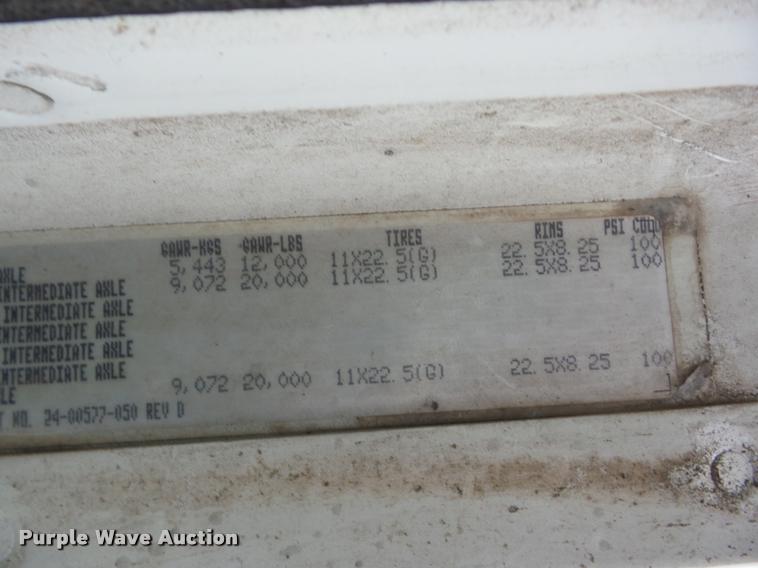 GAWR-KGS GAWR-LBS TIRES RIMS PSI COLD
AXLE 5,443 12,000 11X22.5(G) 22.5X8.25 100
INTERMEDIATE AXLE 9,072 20,000 11X22.5(G) 22.5X8.25 100
INTERMEDIATE AXLE
INTERMEDIATE AXLE
INTERMEDIATE AXLE
INTERMEDIATE AXLE
LE 9,072 20,000 11X22.5(G) 22.5X8.25 100
T NO. 24-00577-050 REV D
Purple Wave Auction